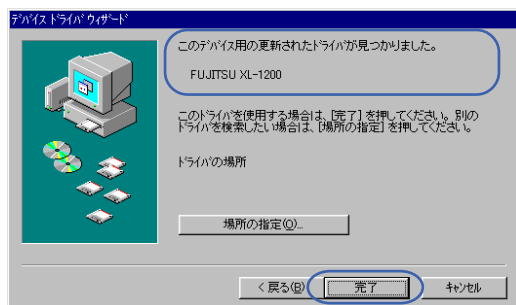 デバイス ドライバ ウィザード
このデバイス用の更新されたドライバが見つかりました。
FUJITSU XL-1200
このドライバを使用する場合は、[完了] を押してください。別の
ドライバを検索したい場合は、[場所の指定] を押してください。
ドライバの場所
場所の指定(O)...
< 戻る(B)
完了
キャンセル